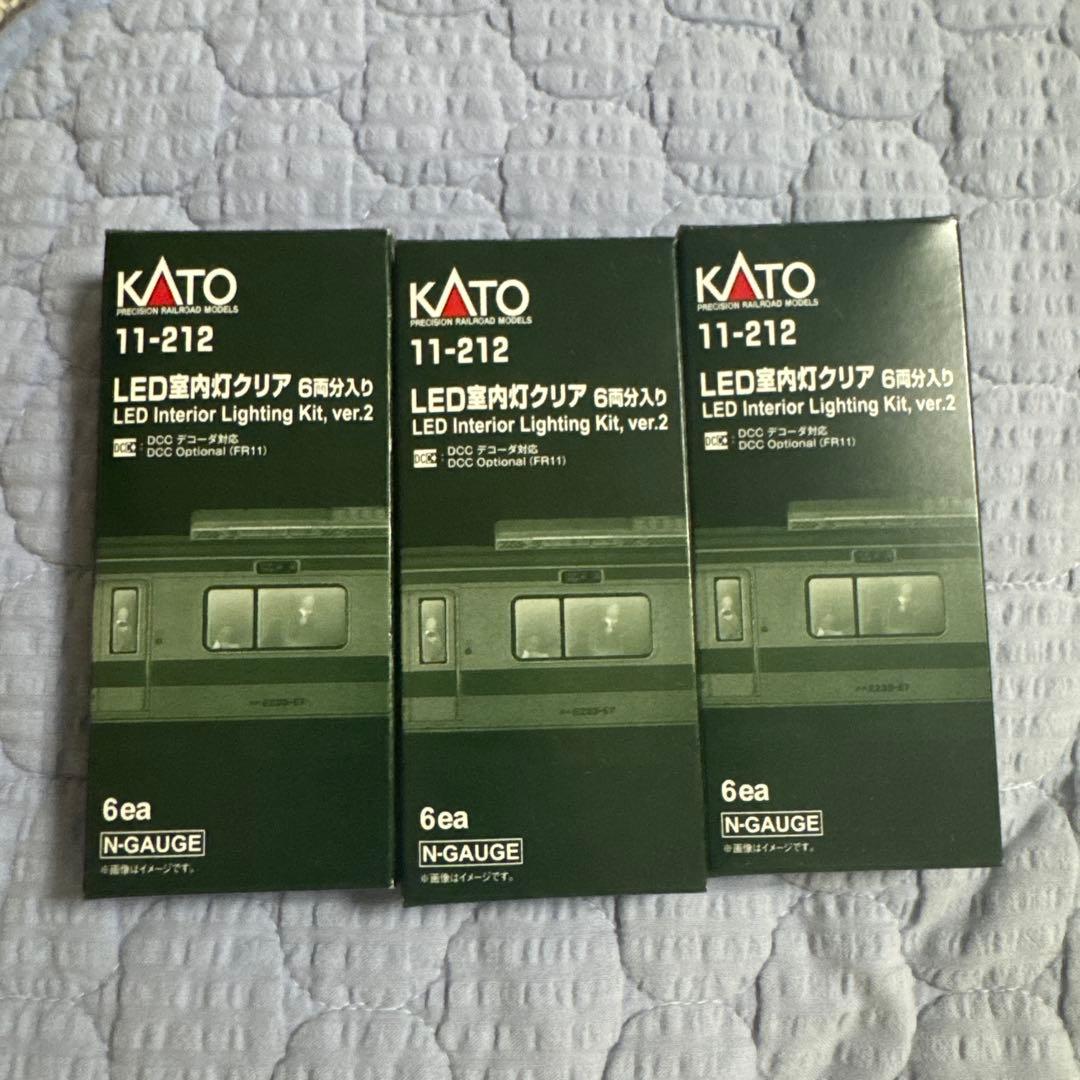 KATO
PRECISION RAILROAD MODELS
11-212
LED室内灯クリア 6両分入り
LED Interior Lighting Kit, ver.2
DCC : DCC デコーダ対応
DCC Optional (FR11)
6ea
N-GAUGE
※画像はイメージです。
KATO
PRECISION RAILROAD MODELS
11-212
LED室内灯クリア 6両分入り
LED Interior Lighting Kit, ver.2
DCC : DCC デコーダ対応
DCC Optional (FR11)
6ea
N-GAUGE
※画像はイメージです。
KATO
PRECISION RAILROAD MODELS
11-212
LED室内灯クリア 6両分入り
LED Interior Lighting Kit, ver.2
DCC : DCC デコーダ対応
DCC Optional (FR11)
6ea
N-GAUGE
※画像はイメージです。